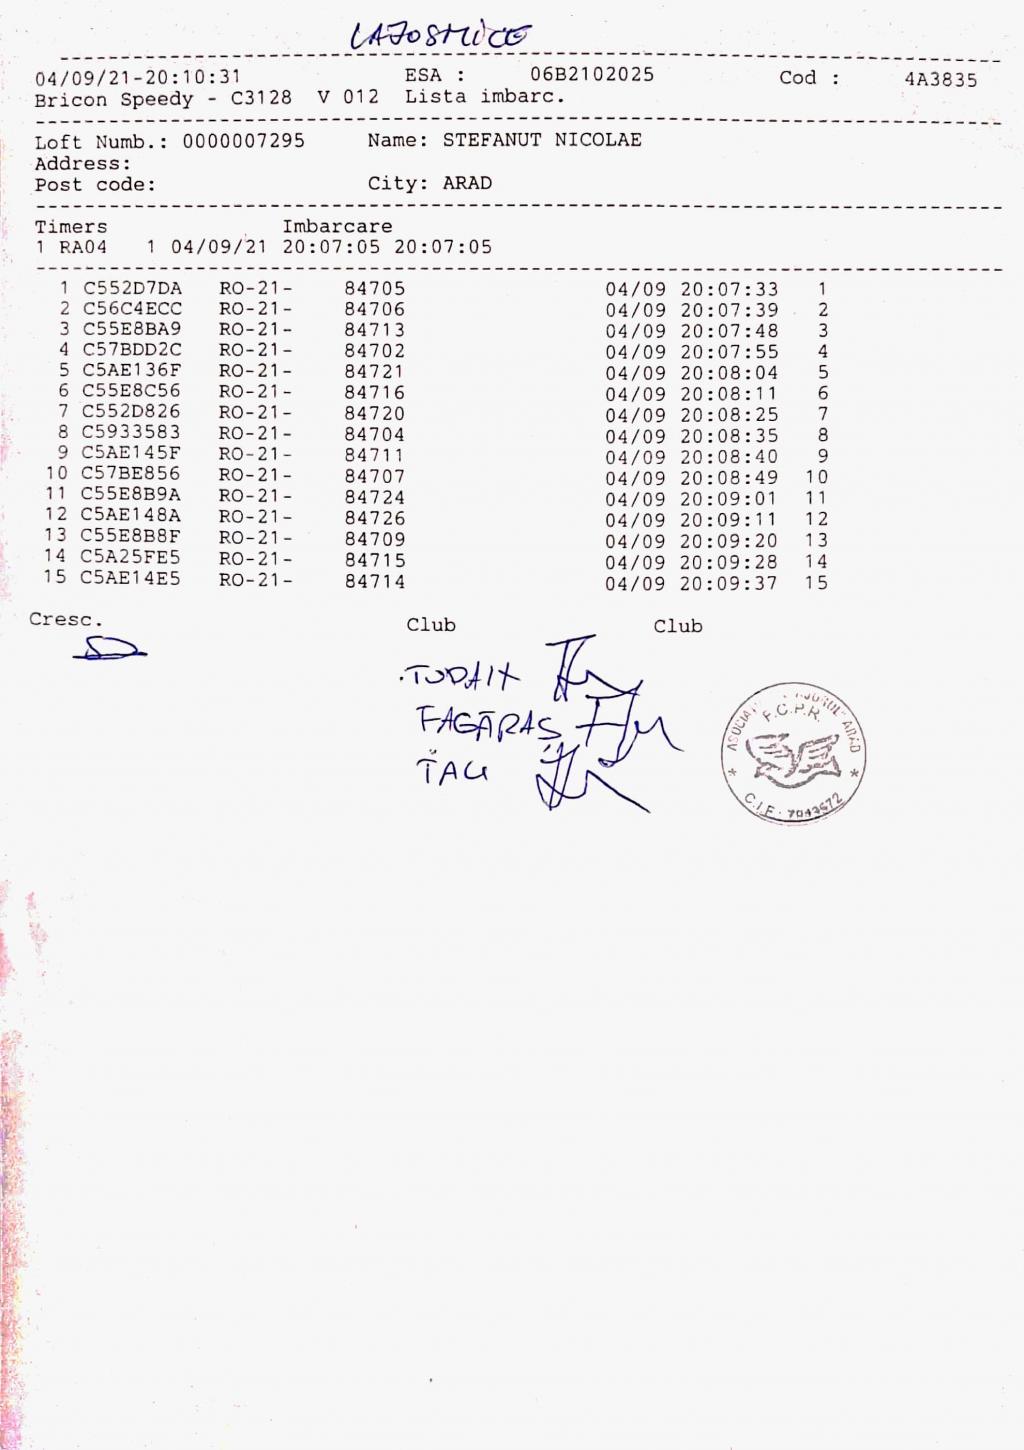 LAJOSMICE
04/09/21-20:10:31 ESA : 06B2102025 Cod : 4A3835
Bricon Speedy - C3128 V 012 Lista imbarc.
Loft Numb.: 0000007295 Name: STEFANUT NICOLAE
Address:
Post code: City: ARAD
Timers Imbarcare
1 RA04 1 04/09/21 20:07:05 20:07:05
1 C552D7DA RO-21- 84705 04/09 20:07:33 1
2 C56C4ECC RO-21- 84706 04/09 20:07:39 2
3 C55E8BA9 RO-21- 84713 04/09 20:07:48 3
4 C57BDD2C RO-21- 84702 04/09 20:07:55 4
5 C5AE136F RO-21- 84721 04/09 20:08:04 5
6 C55E8C56 RO-21- 84716 04/09 20:08:11 6
7 C552D826 RO-21- 84720 04/09 20:08:25 7
8 C5933583 RO-21- 84704 04/09 20:08:35 8
9 C5AE145F RO-21- 84711 04/09 20:08:40 9
10 C57BE856 RO-21- 84707 04/09 20:08:49 10
11 C55E8B9A RO-21- 84724 04/09 20:09:01 11
12 C5AE148A RO-21- 84726 04/09 20:09:11 12
13 C55E8B8F RO-21- 84709 04/09 20:09:20 13
14 C5A25FE5 RO-21- 84715 04/09 20:09:28 14
15 C5AE14E5 RO-21- 84714 04/09 20:09:37 15
Cresc. Club Club
FAGĂRAȘ
F.C.P.R.
ARAD
C.I.F. 7043672